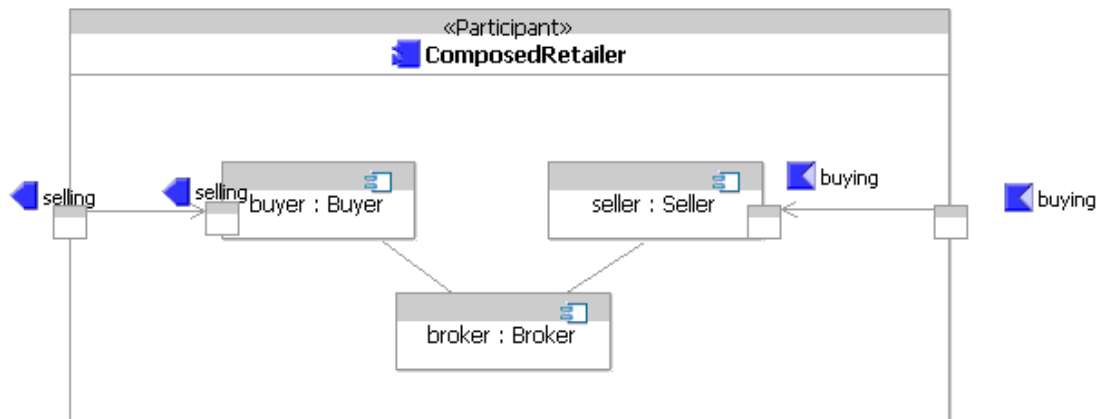 «Participant»
ComposedRetailer
selling
selling
buyer : Buyer
seller : Seller
buying
buying
broker : Broker